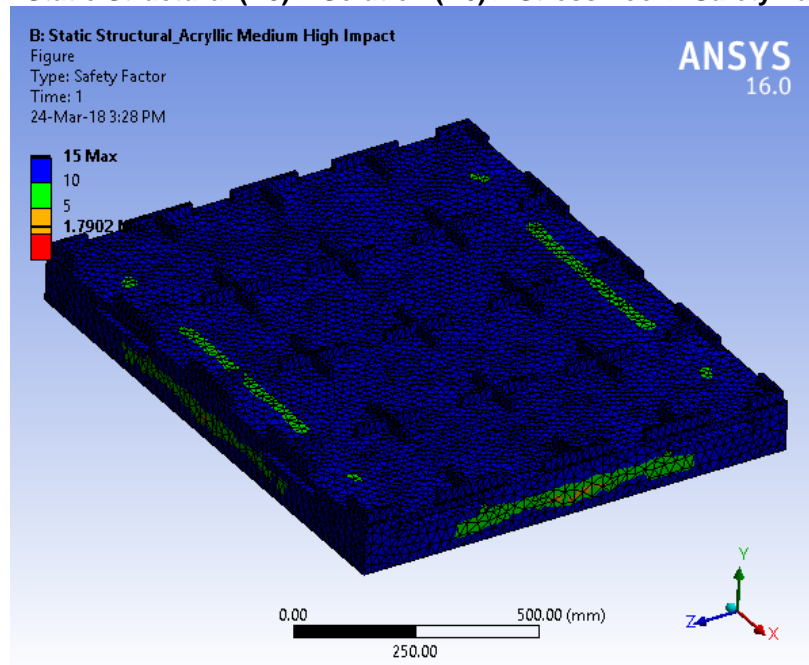 B: Static Structural_Acryllic Medium High Impact
Figure
Type: Safety Factor
Time: 1
24-Mar-18 3:28 PM
ANSYS
16.0
15 Max
10
5
1.7902
0.00
500.00 (mm)
250.00
Y
Z
X